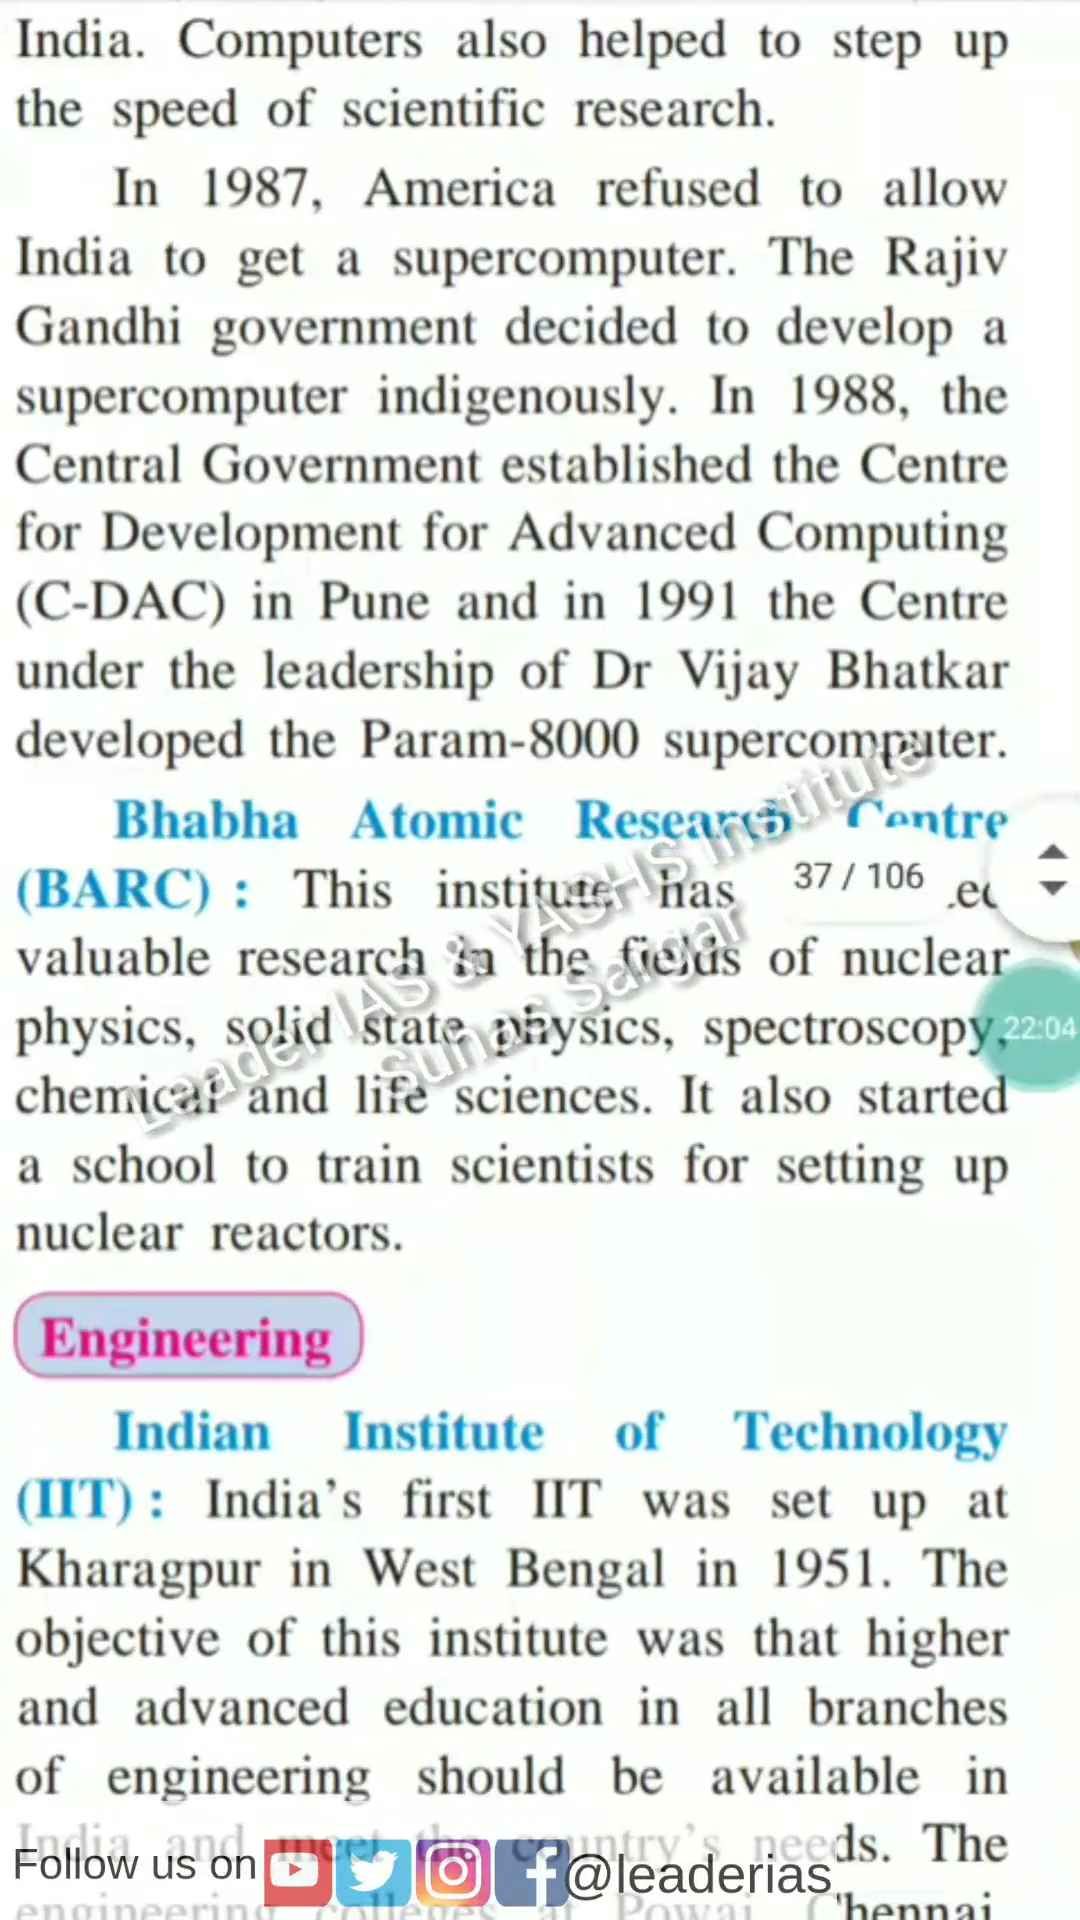 India. Computers also helped to step up
the speed of scientific research.
In 1987, America refused to allow
India to get a supercomputer. The Rajiv
Gandhi government decided to develop a
supercomputer indigenously. In 1988, the
Central Government established the Centre
for Development for Advanced Computing
(C-DAC) in Pune and in 1991 the Centre
under the leadership of Dr Vijay Bhatkar
developed the Param-8000 supercomputer.
Bhabha Atomic Research Centre
(BARC) : This institute has
37 / 106
valuable research in the fields of nuclear
physics, solid state physics, spectroscopy,
22:04
chemical and life sciences. It also started
a school to train scientists for setting up
nuclear reactors.
Leader IAS & YASHS Institute
Suhas Sargar
Engineering
Indian Institute of Technology
(IIT) : India's first IIT was set up at
Kharagpur in West Bengal in 1951. The
objective of this institute was that higher
and advanced education in all branches
of engineering should be available in
India and meet the country's needs. The
Follow us on @leaderias
engineering colleges at Powai, Chennai